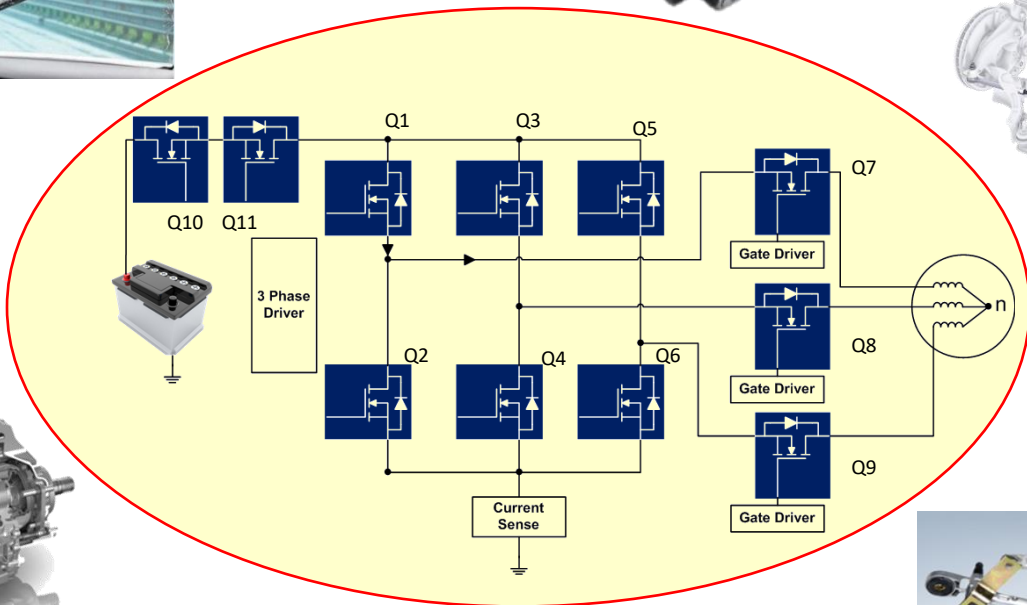 Q1
Q3
Q5
Q7
Q10
Q11
Gate Driver
3 Phase
Driver
n
Q2
Q4
Q6
Q8
Gate Driver
Q9
Current
Sense
Gate Driver